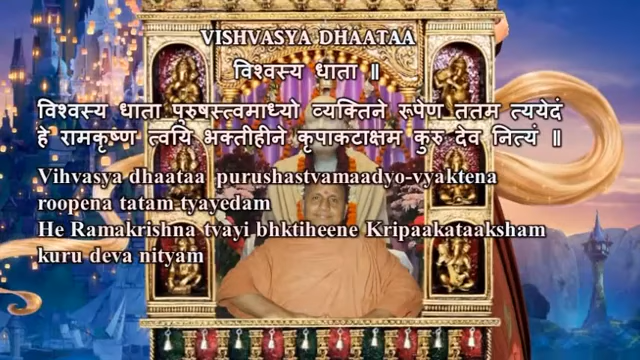 VISHVASYA DHAATAA
विश्वस्य धाता ॥
विश्वस्य धाता पुरुषस्त्वमाध्यो व्यक्तिने रूपेण ततम त्ययेदं
हे रामकृष्ण त्वयि भक्तीहीने कृपाकटाक्षम कुरु देव नित्यं ॥
Vihvasya dhaataa purushastvamaadyo-vyaktena
roopena tatam tyayedam
He Ramakrishna tvayi bhktiheene Kripaakataaksham
kuru deva nityam